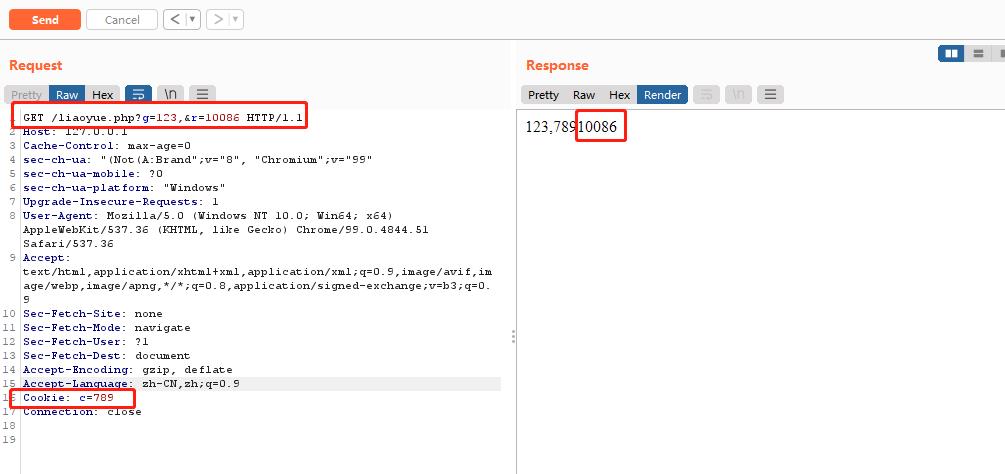 Send Cancel < ▼ > ▼
Request
Pretty Raw Hex \n
1 GET /liaoyue.php?g=123,&r=10086 HTTP/1.1
2 Host: 127.0.0.1
3 Cache-Control: max-age=0
4 sec-ch-ua: "(Not(A:Brand";v="8", "Chromium";v="99"
5 sec-ch-ua-mobile: ?0
6 sec-ch-ua-platform: "Windows"
7 Upgrade-Insecure-Requests: 1
8 User-Agent: Mozilla/5.0 (Windows NT 10.0; Win64; x64)
AppleWebKit/537.36 (KHTML, like Gecko) Chrome/99.0.4844.51
Safari/537.36
9 Accept:
text/html,application/xhtml+xml,application/xml;q=0.9,image/avif,im
age/webp,image/apng,*/*;q=0.8,application/signed-exchange;v=b3;q=0.
9
10 Sec-Fetch-Site: none
11 Sec-Fetch-Mode: navigate
12 Sec-Fetch-User: ?1
13 Sec-Fetch-Dest: document
14 Accept-Encoding: gzip, deflate
15 Accept-Language: zh-CN,zh;q=0.9
16 Cookie: c=789
17 Connection: close
18
19
Response
Pretty Raw Hex Render \n
123,78910086